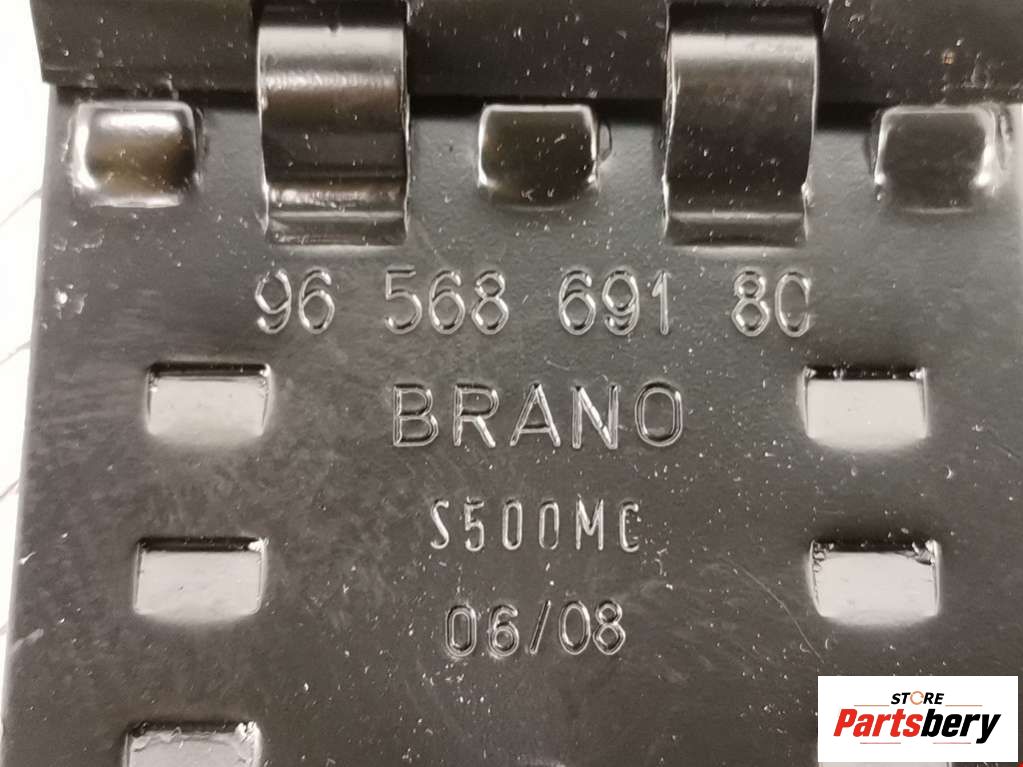 96 568 691 80
BRANO
S500MC
06/08
STORE
Partsbery